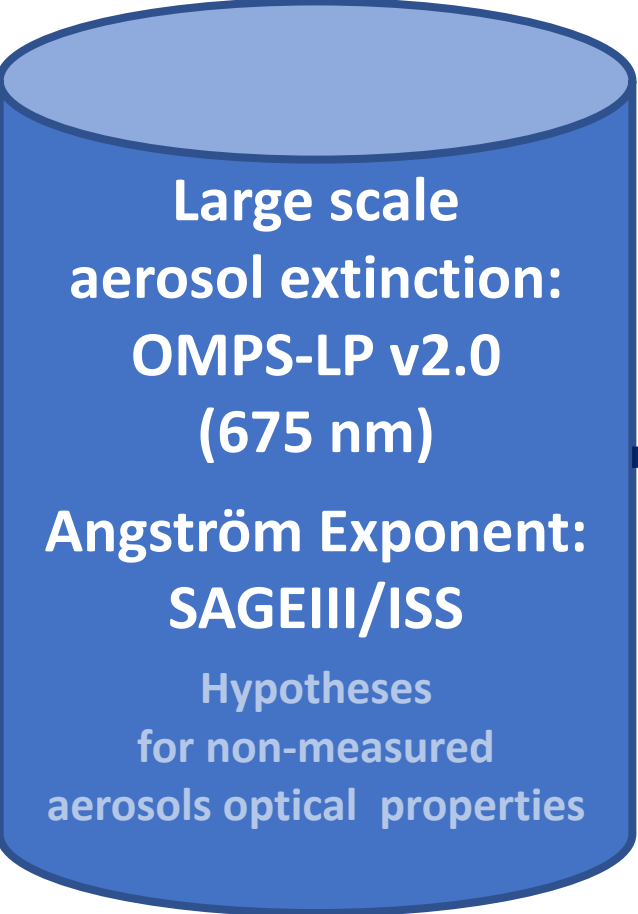 Large scale
aerosol extinction:
OMPS-LP v2.0
(675 nm)
Angström Exponent:
SAGEIII/ISS
Hypotheses
for non-measured
aerosols optical properties